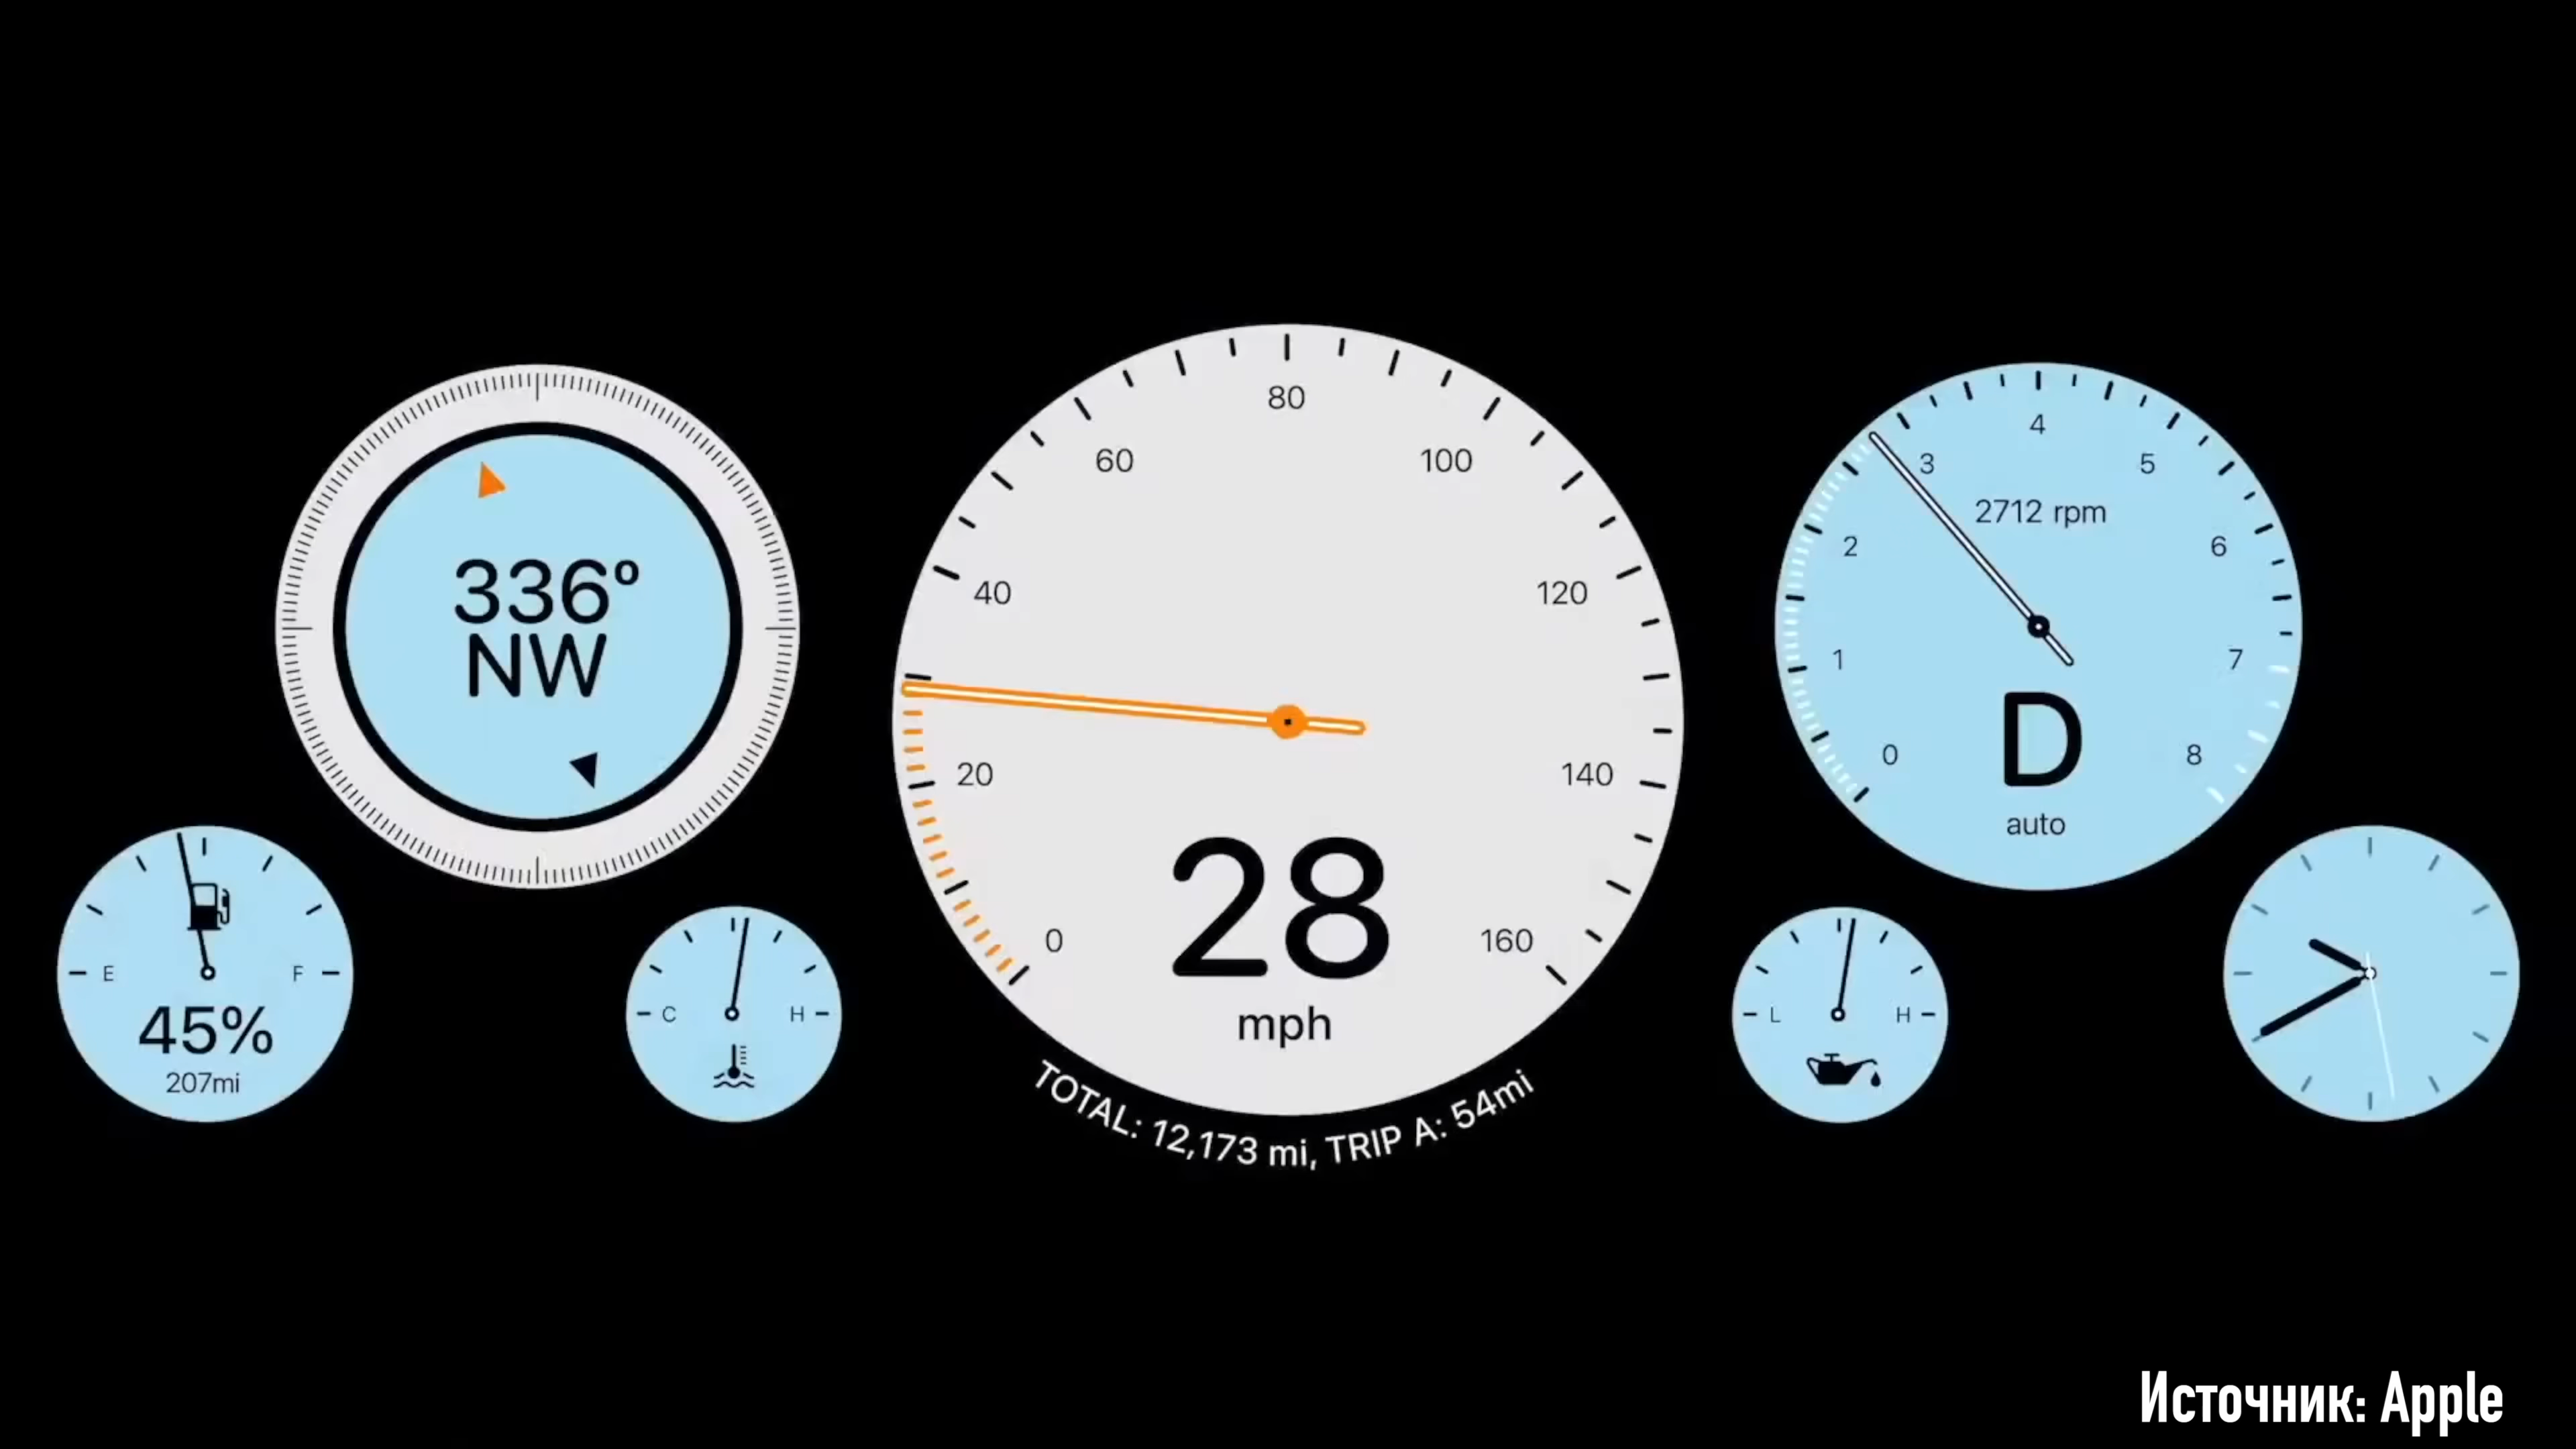 336°
NW
E
F
45%
207mi
C
H
0
20
40
60
80
100
120
140
160
28
mph
TOTAL: 12,173 mi, TRIP A: 54mi
0
1
2
3
4
5
6
7
8
2712 rpm
D
auto
L
H
Источник: Apple